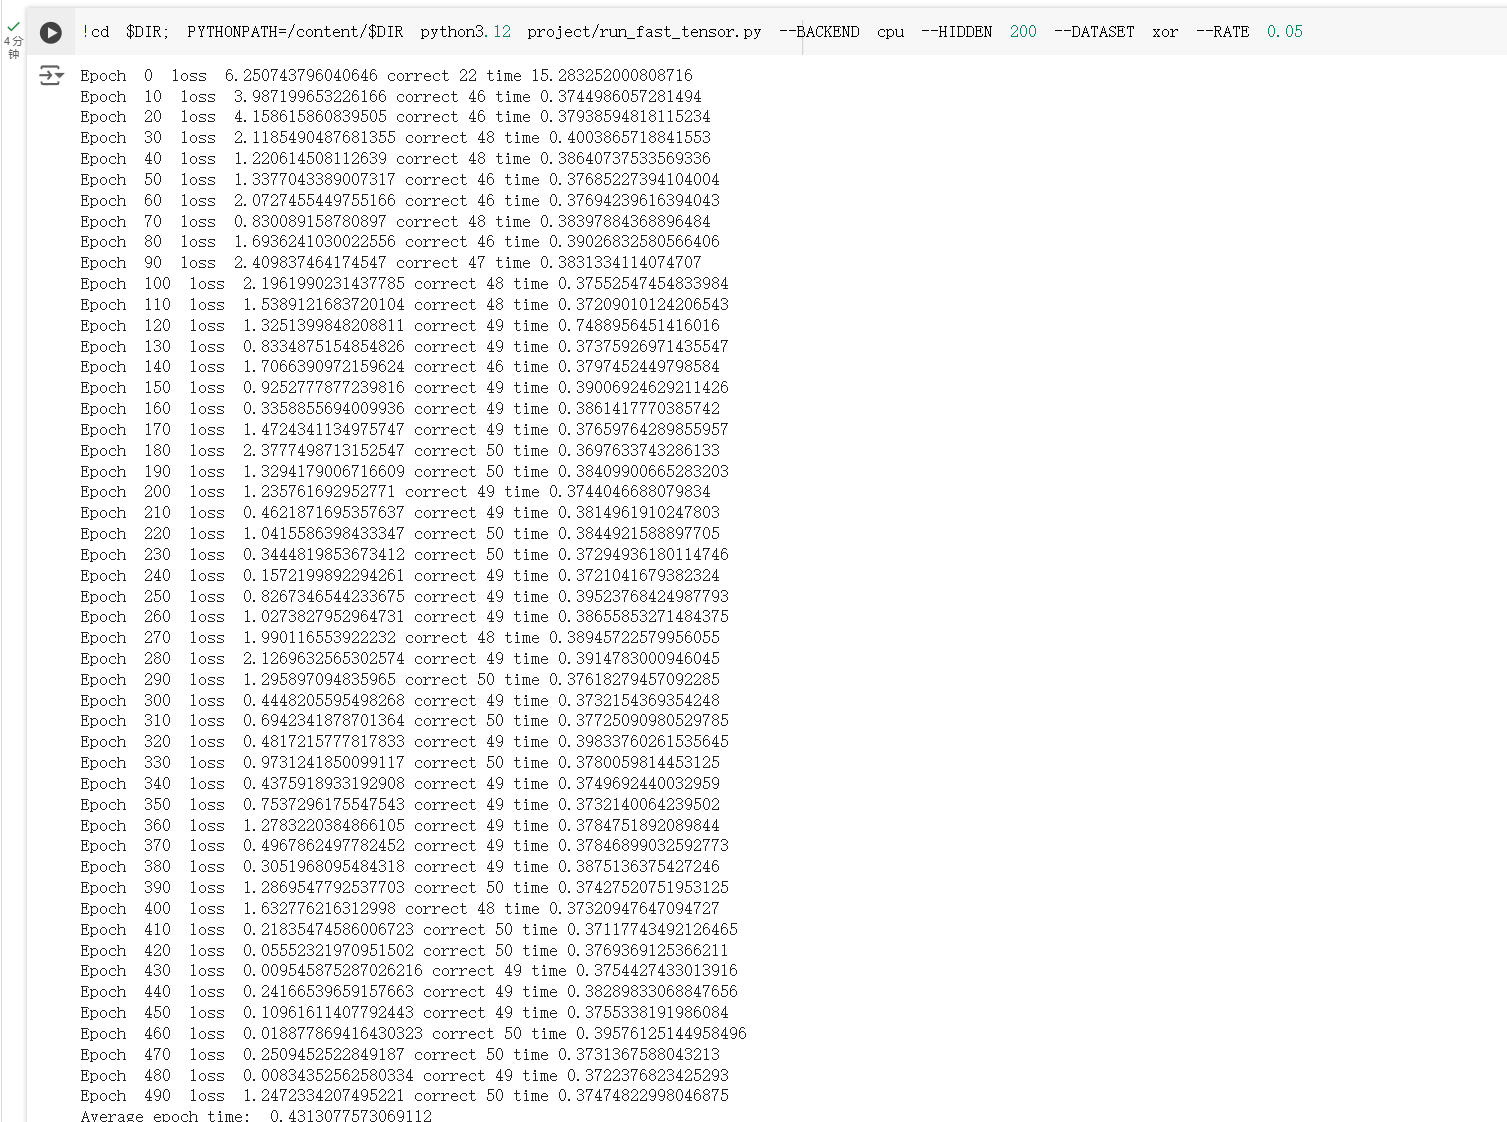 !cd $DIR; PYTHONPATH=/content/$DIR python3.12 project/run_fast_tensor.py --BACKEND cpu --HIDDEN 200 --DATASET xor --RATE 0.05
4分
钟
Epoch 0 loss 6.250743796040646 correct 22 time 15.283252000808716
Epoch 10 loss 3.987199653226166 correct 46 time 0.3744986057281494
Epoch 20 loss 4.158615860839505 correct 46 time 0.37938594818115234
Epoch 30 loss 2.1185490487681355 correct 48 time 0.4003865718841553
Epoch 40 loss 1.220614508112639 correct 48 time 0.38640737533569336
Epoch 50 loss 1.3377043389007317 correct 46 time 0.37685227394104004
Epoch 60 loss 2.0727455449755166 correct 46 time 0.37694239616394043
Epoch 70 loss 0.830089158780897 correct 48 time 0.38397884368896484
Epoch 80 loss 1.6936241030022556 correct 46 time 0.39026832580566406
Epoch 90 loss 2.409837464174547 correct 47 time 0.3831334114074707
Epoch 100 loss 2.1961990231437785 correct 48 time 0.37552547454833984
Epoch 110 loss 1.5389121683720104 correct 48 time 0.37209010124206543
Epoch 120 loss 1.3251399848208811 correct 49 time 0.7488956451416016
Epoch 130 loss 0.8334875154854826 correct 49 time 0.37375926971435547
Epoch 140 loss 1.7066390972159624 correct 46 time 0.3797452449798584
Epoch 150 loss 0.9252777877239816 correct 49 time 0.39006924629211426
Epoch 160 loss 0.3358855694009936 correct 49 time 0.3861417770385742
Epoch 170 loss 1.4724341134975747 correct 49 time 0.37659764289855957
Epoch 180 loss 2.3777498713152547 correct 50 time 0.3697633743286133
Epoch 190 loss 1.3294179006716609 correct 50 time 0.38409900665283203
Epoch 200 loss 1.235761692952771 correct 49 time 0.3744046688079834
Epoch 210 loss 0.4621871695357637 correct 49 time 0.3814961910247803
Epoch 220 loss 1.0415586398433347 correct 50 time 0.3844921588897705
Epoch 230 loss 0.3444819853673412 correct 50 time 0.37294936180114746
Epoch 240 loss 0.1572199892294261 correct 49 time 0.3721041679382324
Epoch 250 loss 0.8267346544233675 correct 49 time 0.39523768424987793
Epoch 260 loss 1.0273827952964731 correct 49 time 0.38655853271484375
Epoch 270 loss 1.990116553922232 correct 48 time 0.38945722579956055
Epoch 280 loss 2.1269632565302574 correct 49 time 0.3914783000946045
Epoch 290 loss 1.295897094835965 correct 50 time 0.37618279457092285
Epoch 300 loss 0.4448205595498268 correct 49 time 0.3732154369354248
Epoch 310 loss 0.6942341878701364 correct 50 time 0.37725090980529785
Epoch 320 loss 0.4817215777817833 correct 49 time 0.39833760261535645
Epoch 330 loss 0.9731241850099117 correct 50 time 0.3780059814453125
Epoch 340 loss 0.4375918933192908 correct 49 time 0.3749692440032959
Epoch 350 loss 0.7537296175547543 correct 49 time 0.3732140064239502
Epoch 360 loss 1.2783220384866105 correct 49 time 0.3784751892089844
Epoch 370 loss 0.4967862497782452 correct 49 time 0.37846899032592773
Epoch 380 loss 0.3051968095484318 correct 49 time 0.3875136375427246
Epoch 390 loss 1.2869547792537703 correct 50 time 0.37427520751953125
Epoch 400 loss 1.632776216312998 correct 48 time 0.37320947647094727
Epoch 410 loss 0.21835474586006723 correct 50 time 0.37117743492126465
Epoch 420 loss 0.05552321970951502 correct 50 time 0.3769369125366211
Epoch 430 loss 0.009545875287026216 correct 49 time 0.3754427433013916
Epoch 440 loss 0.24166539659157663 correct 49 time 0.38289833068847656
Epoch 450 loss 0.10961611407792443 correct 49 time 0.3755338191986084
Epoch 460 loss 0.018877869416430323 correct 50 time 0.39576125144958496
Epoch 470 loss 0.2509452522849187 correct 50 time 0.3731367588043213
Epoch 480 loss 0.00834352562580334 correct 49 time 0.3722376823425293
Epoch 490 loss 1.2472334207495221 correct 50 time 0.37474822998046875
Average epoch time: 0.4313077573069112